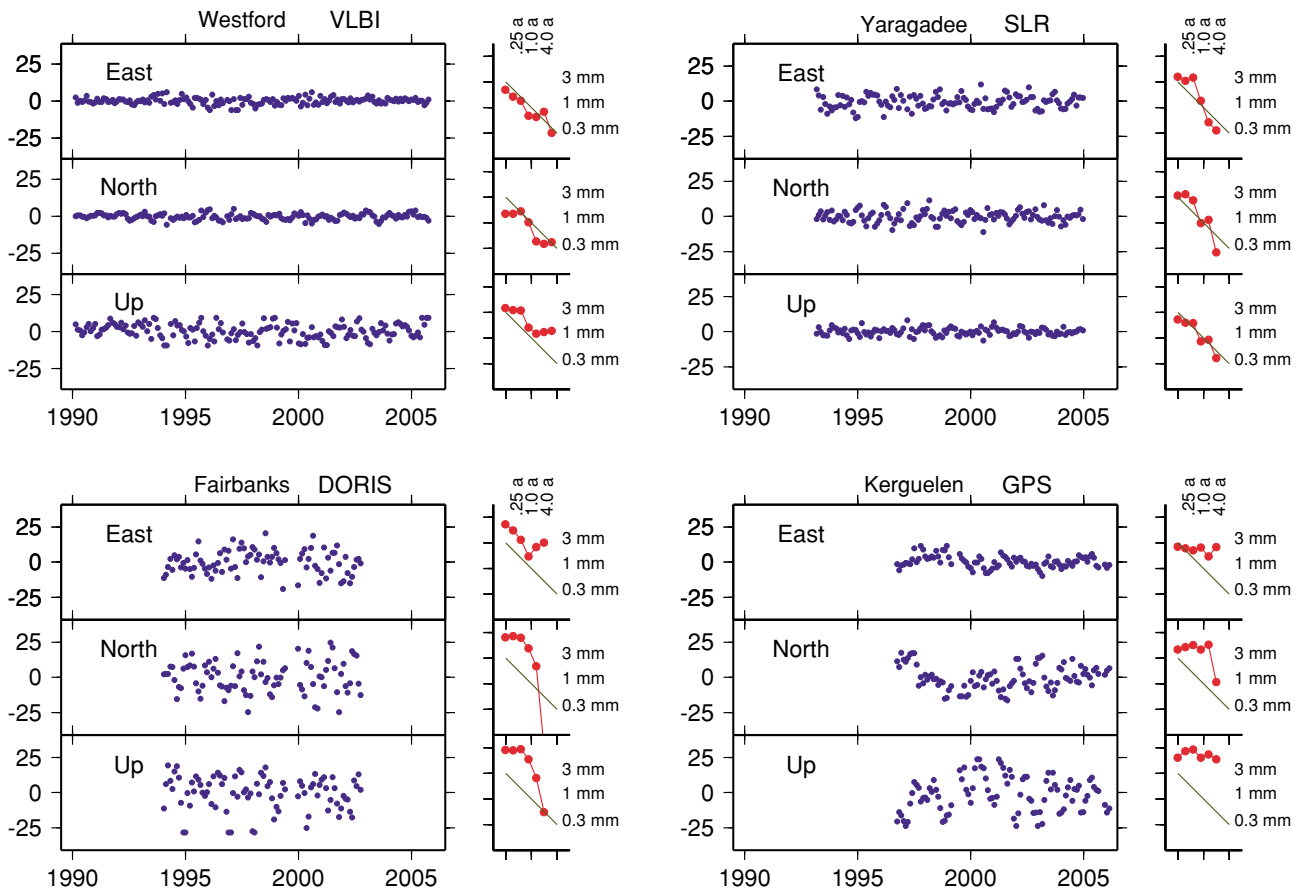 Westford VLBI
.25 a
1.0 a
4.0 a
25
0
-25
East
3 mm
1 mm
0.3 mm
25
0
-25
North
3 mm
1 mm
0.3 mm
25
0
-25
Up
3 mm
1 mm
0.3 mm
1990 1995 2000 2005
Yaragadee SLR
.25 a
1.0 a
4.0 a
25
0
-25
East
3 mm
1 mm
0.3 mm
25
0
-25
North
3 mm
1 mm
0.3 mm
25
0
-25
Up
3 mm
1 mm
0.3 mm
1990 1995 2000 2005
Fairbanks DORIS
.25 a
1.0 a
4.0 a
25
0
-25
East
3 mm
1 mm
0.3 mm
25
0
-25
North
3 mm
1 mm
0.3 mm
25
0
-25
Up
3 mm
1 mm
0.3 mm
1990 1995 2000 2005
Kerguelen GPS
.25 a
1.0 a
4.0 a
25
0
-25
East
3 mm
1 mm
0.3 mm
25
0
-25
North
3 mm
1 mm
0.3 mm
25
0
-25
Up
3 mm
1 mm
0.3 mm
1990 1995 2000 2005